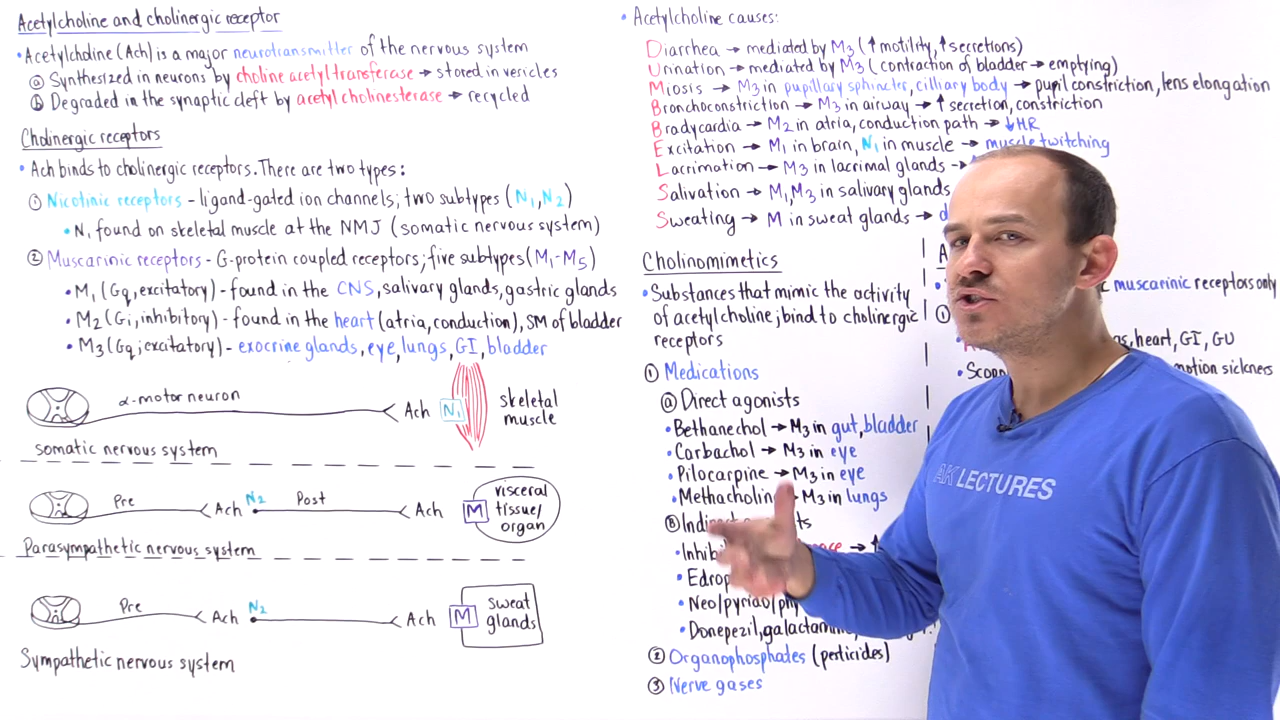 Acetylcholine and cholinergic receptor
• Acetylcholine (Ach) is a major neurotransmitter of the nervous system
ⓐ Synthesized in neurons by choline acetyltransferase → stored in vericles
ⓑ Degraded in the synaptic cleft by acetyl cholinesterase → recycled
Cholinergic receptors
• Ach binds to cholinergic receptors. There are two types:
① Nicotinic receptors - ligand-gated ion channels; two subtypes (N₁, N₂)
• N₁ found on skeletal muscle at the NMJ (somatic nervous system)
② Muscarinic receptors - G-protein coupled receptors; five subtypes (M₁-M₅)
• M₁ (Gq, excitatory) - found in the CNS, salivary glands, gastric glands
• M₂ (Gi, inhibitory) - found in the heart (atria, conduction), SM of bladder
• M₃ (Gq; excitatory) - exocrine glands, eye, lungs, GI, bladder
α-motor neuron Ach N₁ skeletal
muscle
somatic nervous system
Pre Ach N₂ Post Ach M visceral
tissue/
organ
Parasympathetic nervous system
Pre Ach N₂ Ach M sweat
glands
Sympathetic nervous system
• Acetylcholine causes:
Diarrhea → mediated by M₃ (↑ motility, ↑ secretions)
Urination → mediated by M₃ (contraction of bladder → emptying)
Miosis → M₃ in pupillary sphincter, cilliary body → pupil constriction, lens elongation
Bronchoconstriction → M₃ in airway → ↑ secretion, constriction
Bradycardia → M₂ in atria, conduction path → ↓ HR
Excitation → M₁ in brain, N₁ in muscle → muscle twitching
Lacrimation → M₃ in lacrimal glands →
Salivation → M₁, M₃ in salivary glands
Sweating → M in sweat glands →
Cholinomimetics
• Substances that mimic the activity
of acetylcholine; bind to cholinergic
receptors
① Medications
ⓐ Direct agonists
• Bethanechol → M₃ in gut, bladder
• Carbachol → M₃ in eye
• Pilocarpine → M₃ in eye
• Methacholin → M₃ in lungs
ⓑ
• →↑
•
• Neo/pyrido/phy
• Donepezil,
② Organophosphates (pesticides)
③ Nerve gases
muscarinic receptors only
①
heart, GI, GU
motion sickness
AK LECTURES